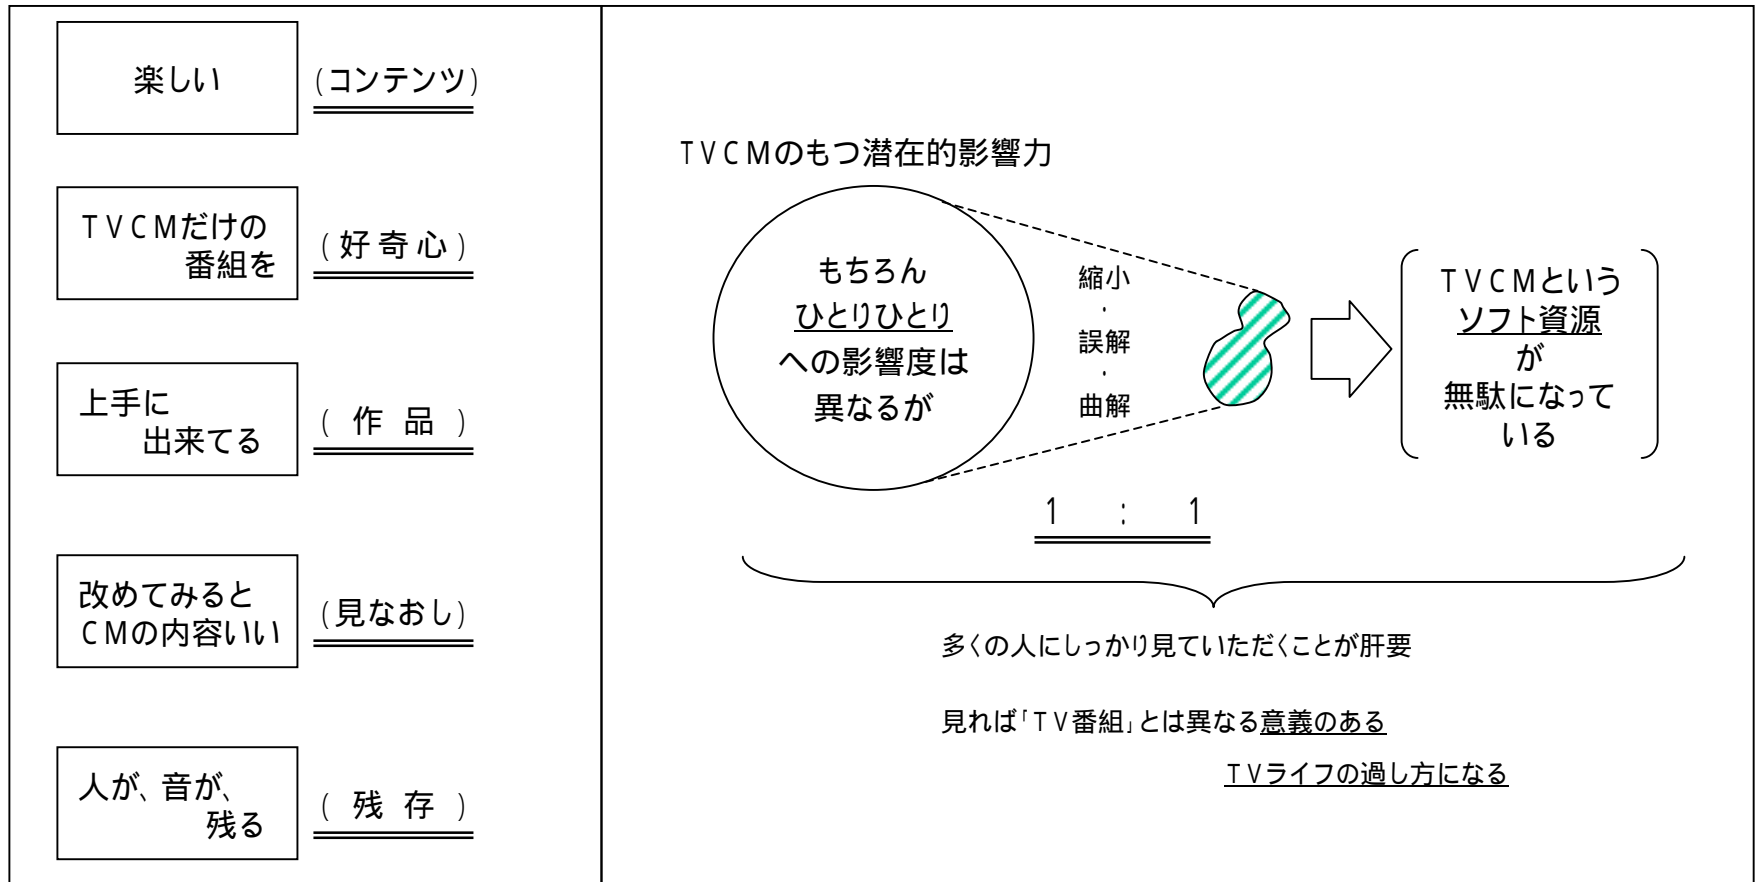 楽しい
(コンテンツ)
TVCMだけの
番組を
(好奇心)
上手に
出来てる
(作品)
改めてみると
CMの内容いい
(見なおし)
人が、音が、
残る
(残存)
TVCMのもつ潜在的影響力
もちろん
ひとりひとり
への影響度は
異なるが
縮小
・
誤解
・
曲解
TVCMという
ソフト資源
が
無駄になって
いる
1 : 1
多くの人にしっかり見ていただくことが肝要
見れば「TV番組」とは異なる意義のある
TVライフの過し方になる